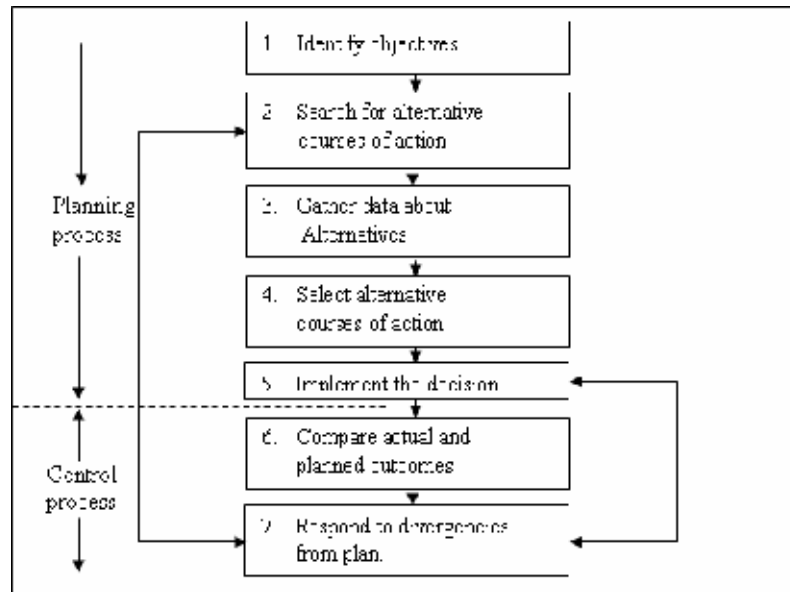 1. Identify objectives
2. Search for alternative
courses of action
3. Gather data about
Alternatives
4. Select alternative
courses of action
5. Implement the decision
6. Compare actual and
planned outcomes
7. Respond to divergencies
from plan.
Planning
process
Control
process